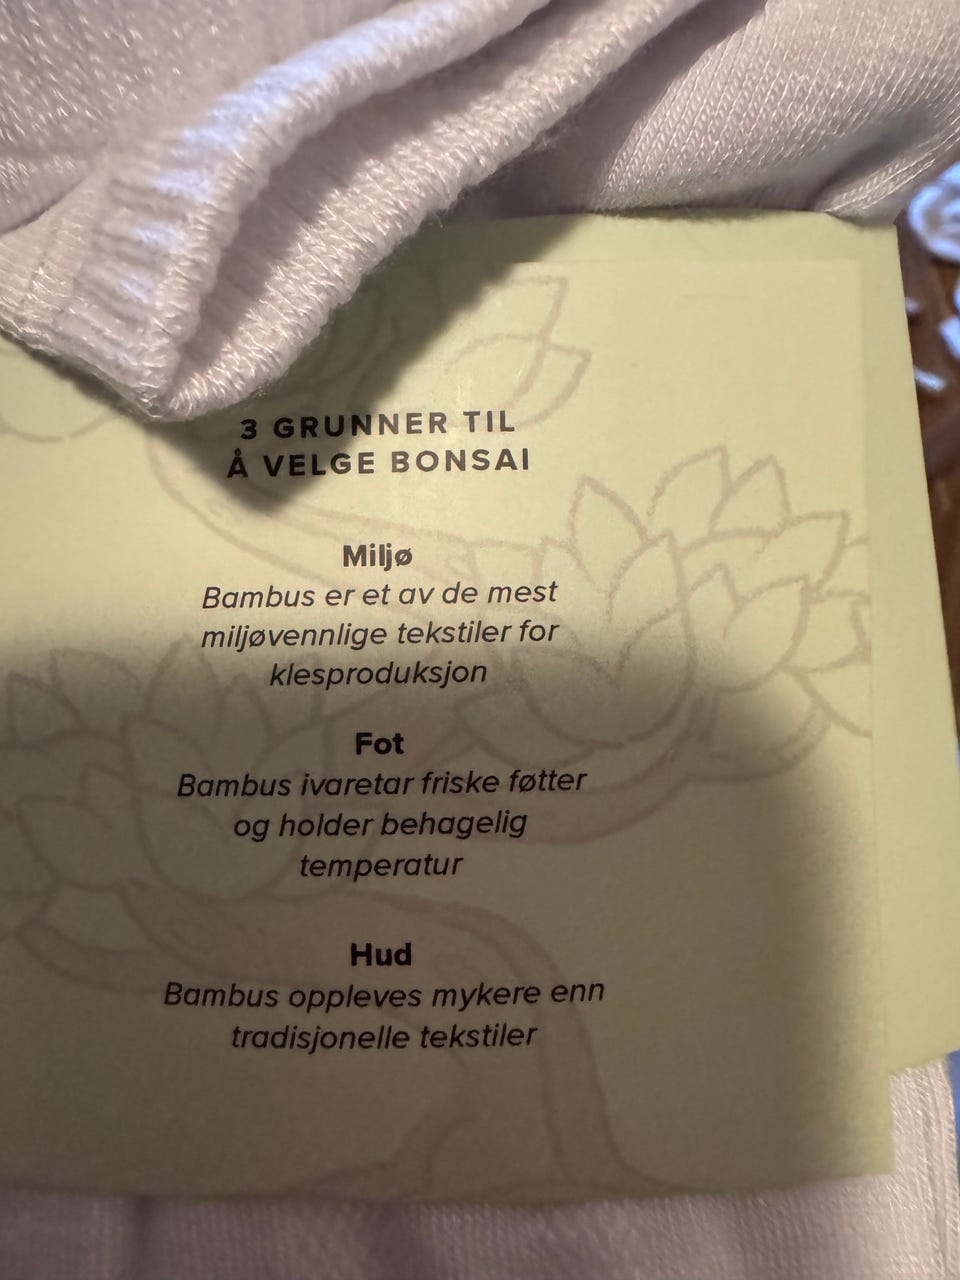 3 GRUNNER TIL
Å VELGE BONSAI
Miljø
Bambus er et av de mest
miljøvennlige tekstiler for
klesproduksjon
Fot
Bambus ivaretar friske føtter
og holder behagelig
temperatur
Hud
Bambus oppleves mykere enn
tradisjonelle tekstiler